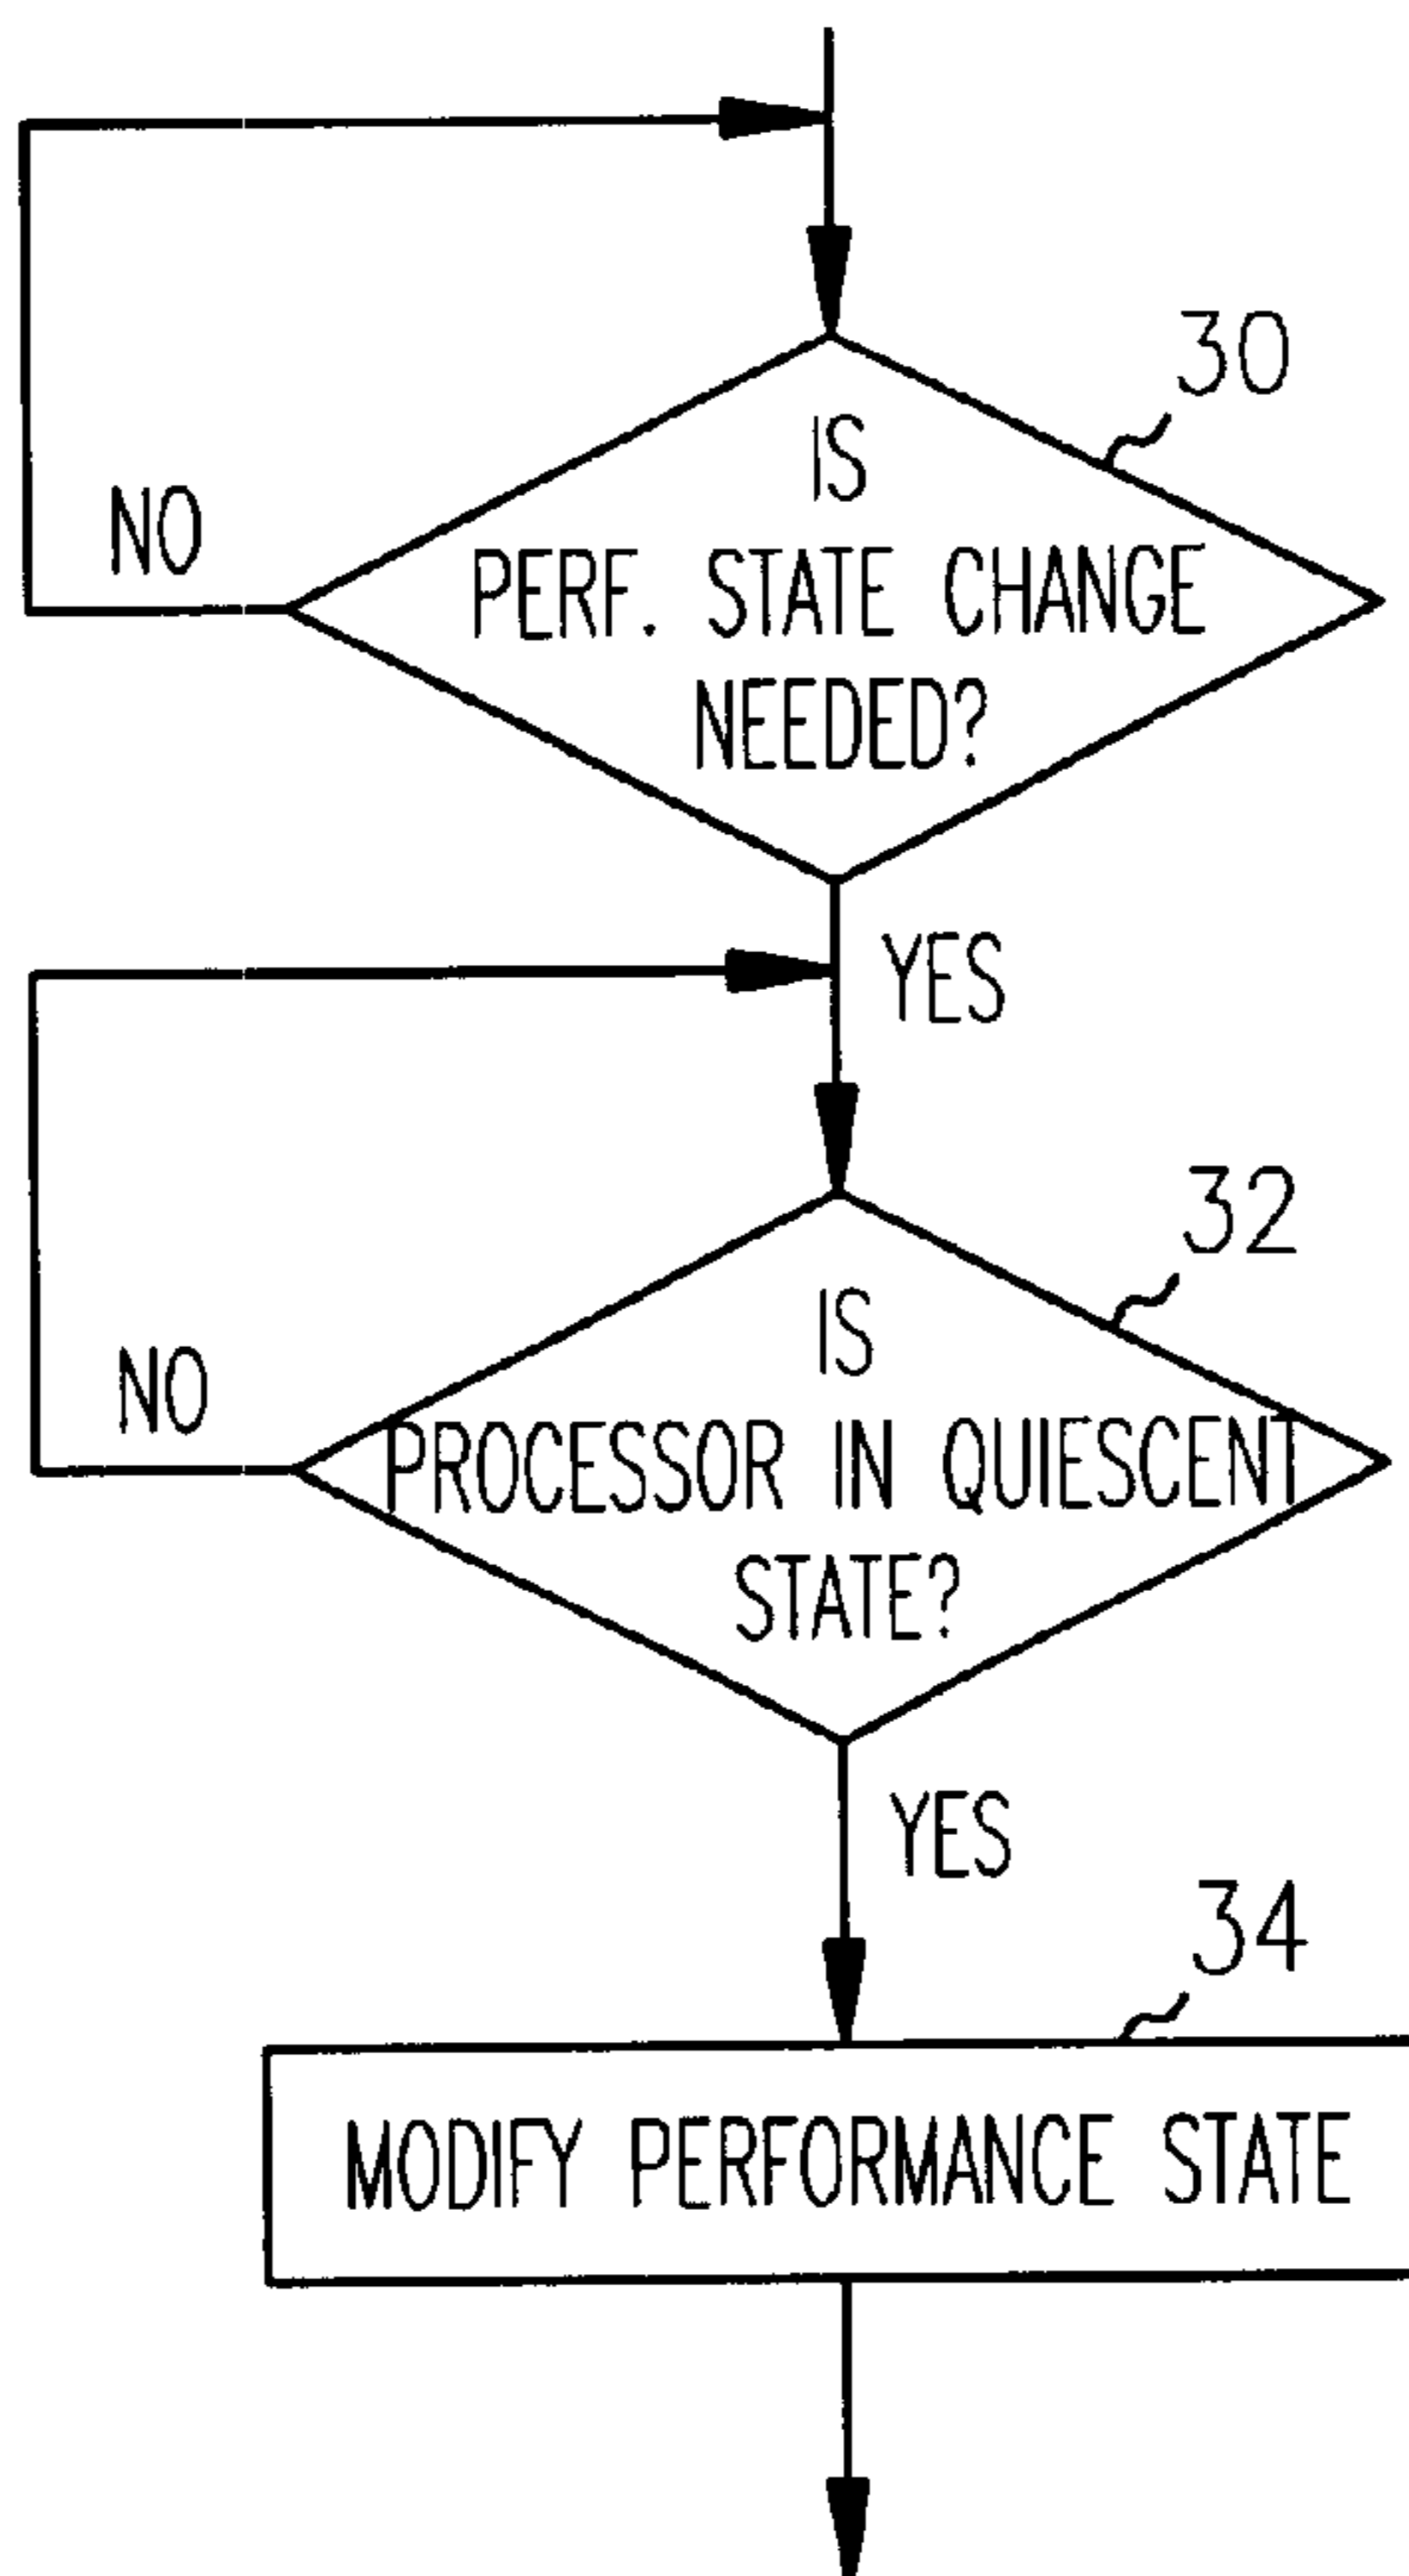 30
IS
NO
PERF. STATE CHANGE
NEEDED?
YES
32
IS
NO
PROCESSOR IN QUIESCENT
STATE?
YES
34
MODIFY PERFORMANCE STATE